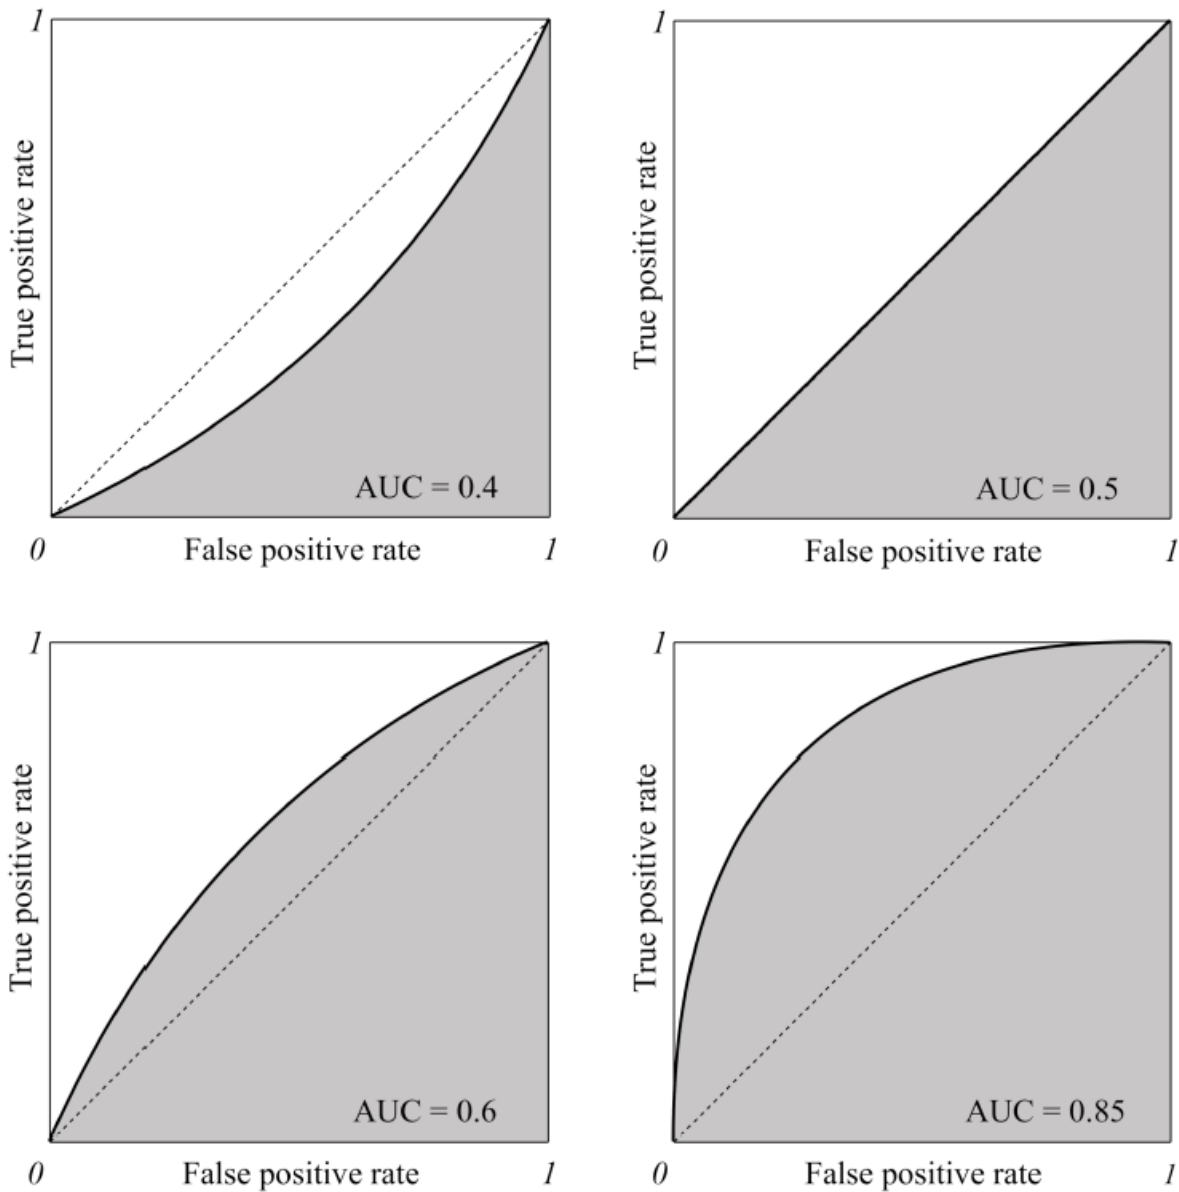 1
True positive rate
AUC = 0.4
0 False positive rate 1
1
True positive rate
AUC = 0.5
0 False positive rate 1
1
True positive rate
AUC = 0.6
0 False positive rate 1
1
True positive rate
AUC = 0.85
0 False positive rate 1